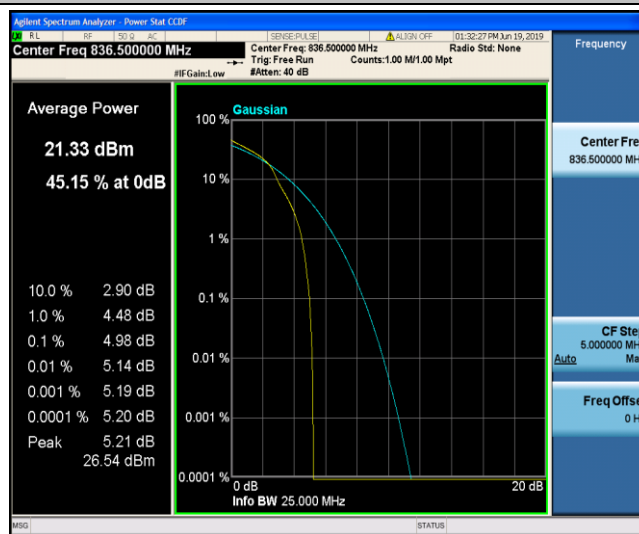 Agilent Spectrum Analyzer - Power Stat CCDF
RL RF 50 Ω AC SENSE:PULSE ALIGN OFF 01:32:27 PM Jun 19, 2019
Center Freq 836.500000 MHz
Center Freq: 836.500000 MHz Radio Std: None
Trig: Free Run Counts:1.00 M/1.00 Mpt
#IFGain:Low #Atten: 40 dB
Frequency
Average Power
21.33 dBm
45.15 % at 0dB
10.0 % 2.90 dB
1.0 % 4.48 dB
0.1 % 4.98 dB
0.01 % 5.14 dB
0.001 % 5.19 dB
0.0001 % 5.20 dB
Peak 5.21 dB
26.54 dBm
Gaussian
100 %
10 %
1 %
0.1 %
0.01 %
0.001 %
0.0001 %
0 dB 20 dB
Info BW 25.000 MHz
Center Fre
836.500000 MH
CF Ste
5.000000 MH
Auto Ma
Freq Offse
0 H
MSG STATUS